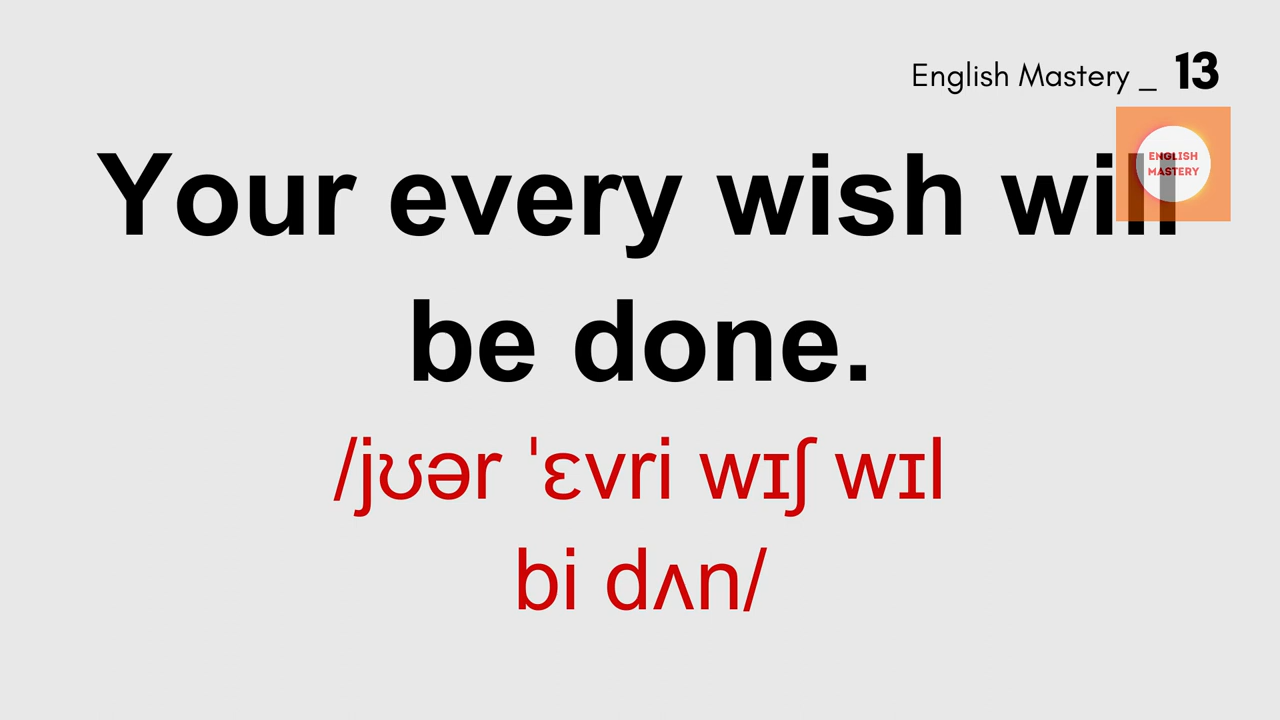 English Mastery _ 13
ENGLISH
MASTERY
Your every wish will
be done.
/jʊər ˈɛvri wɪʃ wɪl
bi dʌn/